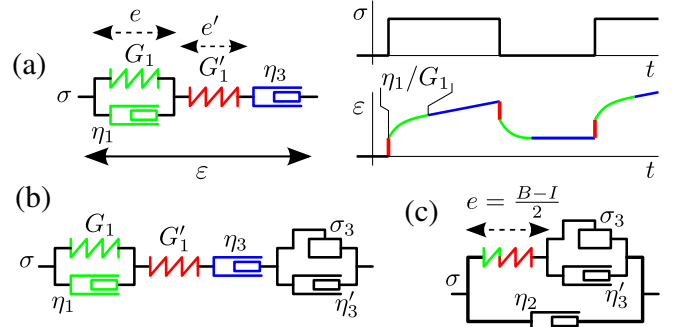 (a)
e
e′
G₁
G′₁
η₃
σ
η₁
ε
σ
t
η₁/G₁
ε
t
(b)
G₁
G′₁
η₃
σ₃
σ
η₁
η′₃
(c)
e = (B−I)/2
σ₃
σ
η′₃
η₂